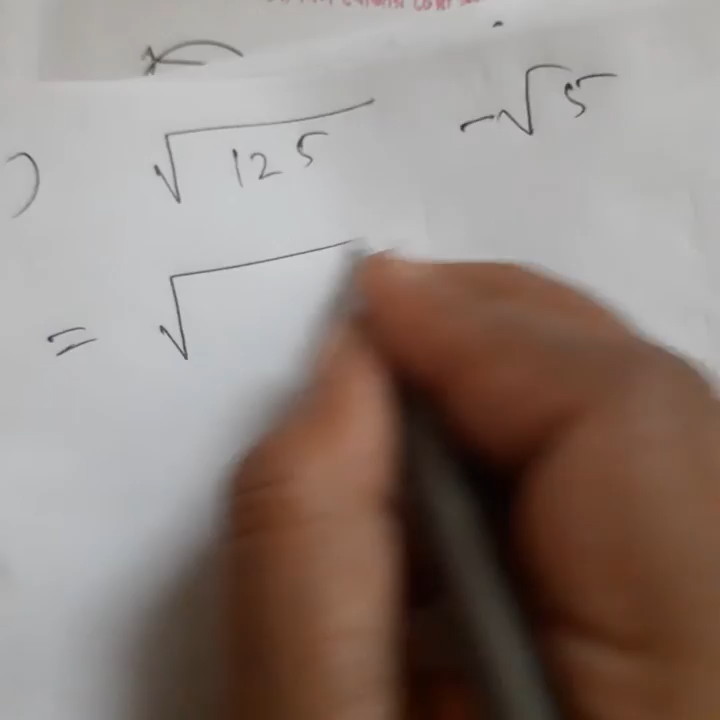 ) √125 -√5
= √